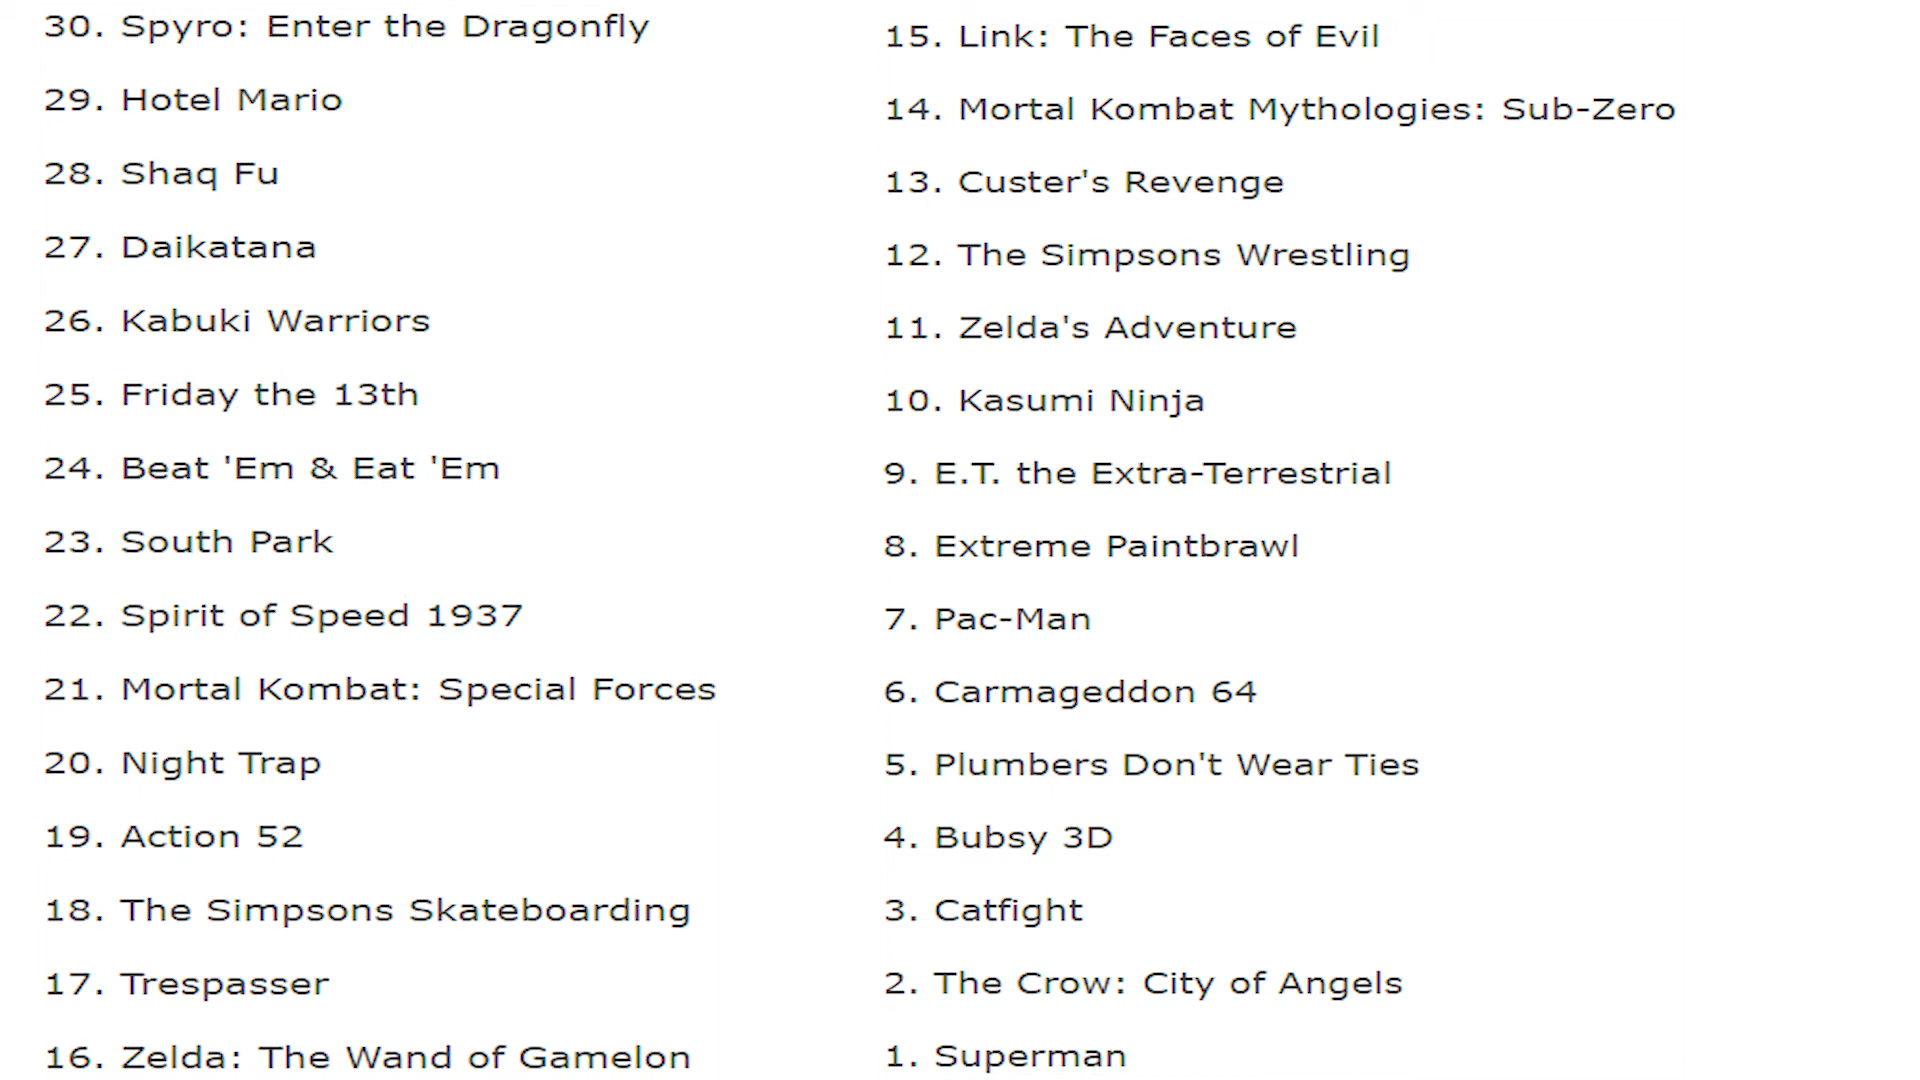 30. Spyro: Enter the Dragonfly
29. Hotel Mario
28. Shaq Fu
27. Daikatana
26. Kabuki Warriors
25. Friday the 13th
24. Beat 'Em & Eat 'Em
23. South Park
22. Spirit of Speed 1937
21. Mortal Kombat: Special Forces
20. Night Trap
19. Action 52
18. The Simpsons Skateboarding
17. Trespasser
16. Zelda: The Wand of Gamelon
15. Link: The Faces of Evil
14. Mortal Kombat Mythologies: Sub-Zero
13. Custer's Revenge
12. The Simpsons Wrestling
11. Zelda's Adventure
10. Kasumi Ninja
9. E.T. the Extra-Terrestrial
8. Extreme Paintbrawl
7. Pac-Man
6. Carmageddon 64
5. Plumbers Don't Wear Ties
4. Bubsy 3D
3. Catfight
2. The Crow: City of Angels
1. Superman